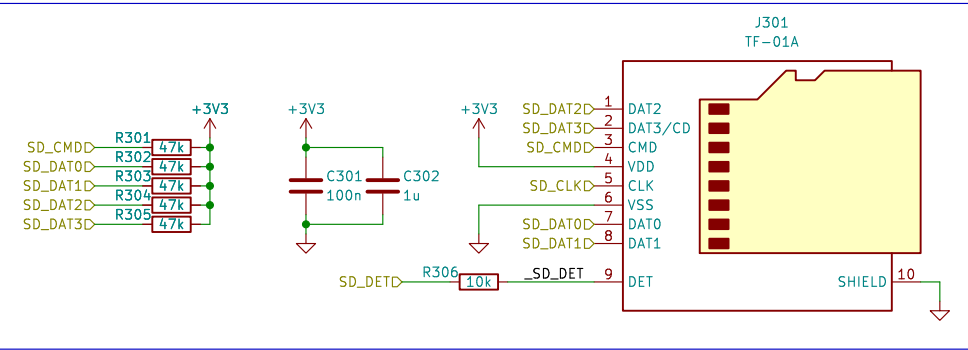 J301
TF-01A
+3V3
+3V3
+3V3
SD_CMD R301 47k
SD_DAT0 R302 47k
SD_DAT1 R303 47k
SD_DAT2 R304 47k
SD_DAT3 R305 47k
C301
100n
C302
1u
SD_DAT2 1 DAT2
SD_DAT3 2 DAT3/CD
SD_CMD 3 CMD
4 VDD
SD_CLK 5 CLK
6 VSS
SD_DAT0 7 DAT0
SD_DAT1 8 DAT1
SD_DET R306 10k _SD_DET 9 DET
SHIELD 10